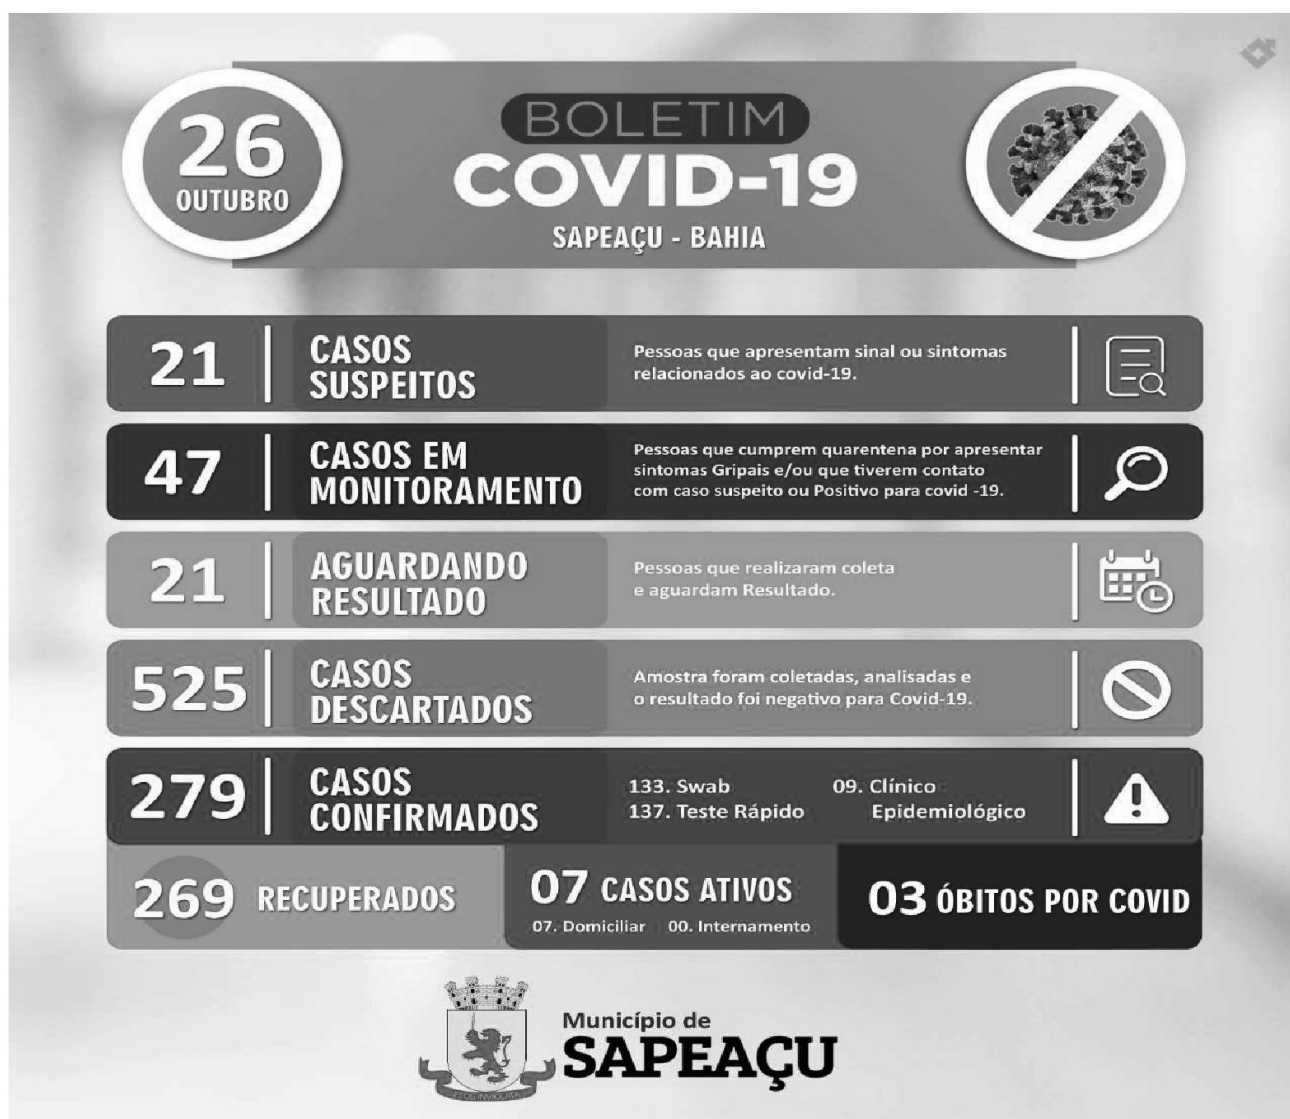 26
OUTUBRO
BOLETIM
COVID-19
SAPEAÇU - BAHIA
21
CASOS
SUSPEITOS
Pessoas que apresentam sinal ou sintomas
relacionados ao covid-19.
47
CASOS EM
MONITORAMENTO
Pessoas que cumprem quarentena por apresentar
sintomas Gripais e/ou que tiverem contato
com caso suspeito ou Positivo para covid -19.
21
AGUARDANDO
RESULTADO
Pessoas que realizaram coleta
e aguardam Resultado.
525
CASOS
DESCARTADOS
Amostra foram coletadas, analisadas e
o resultado foi negativo para Covid-19.
279
CASOS
CONFIRMADOS
133. Swab
137. Teste Rápido
09. Clínico
Epidemiológico
269 RECUPERADOS
07 CASOS ATIVOS
07. Domiciliar 00. Internamento
03 ÓBITOS POR COVID
Município de
SAPEAÇU